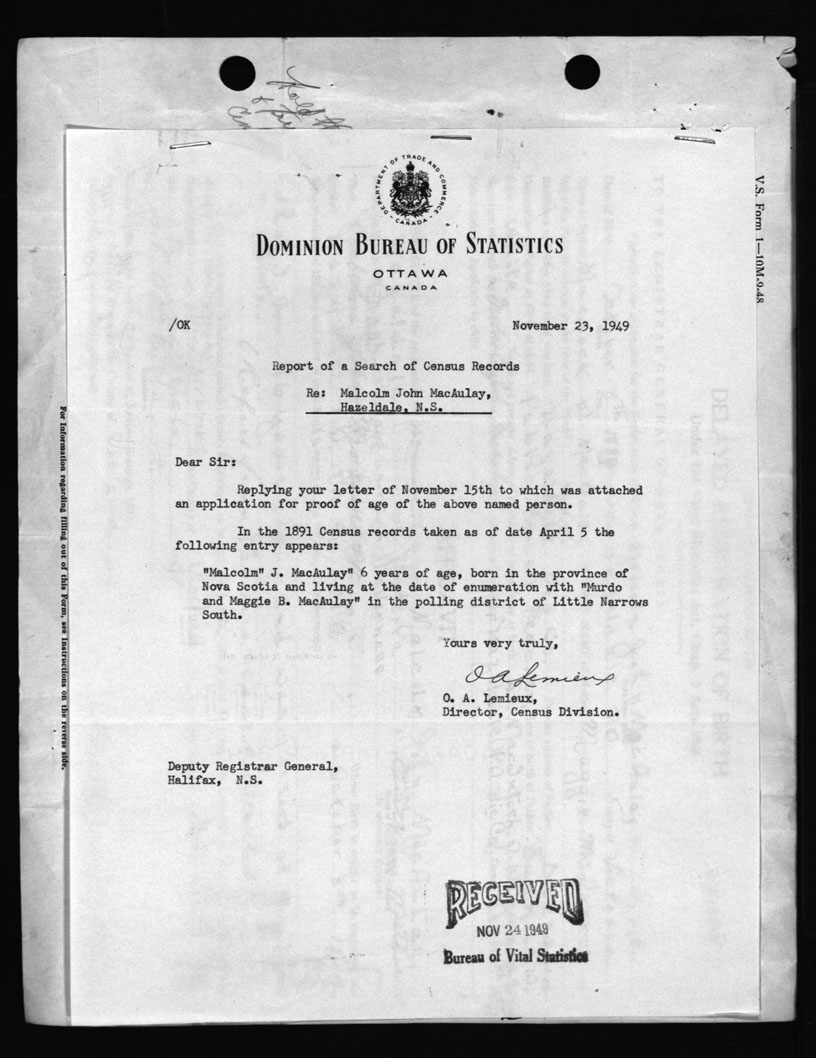 DEPARTMENT OF TRADE AND COMMERCE
CANADA
DOMINION BUREAU OF STATISTICS
OTTAWA
CANADA
/OK November 23, 1949
Report of a Search of Census Records
Re: Malcolm John MacAulay,
Hazeldale, N.S.
Dear Sir:
Replying your letter of November 15th to which was attached
an application for proof of age of the above named person.
In the 1891 Census records taken as of date April 5 the
following entry appears:
"Malcolm" J. MacAulay" 6 years of age, born in the province of
Nova Scotia and living at the date of enumeration with "Murdo
and Maggie B. MacAulay" in the polling district of Little Narrows
South.
Yours very truly,
O A Lemieux
O. A. Lemieux,
Director, Census Division.
Deputy Registrar General,
Halifax, N.S.
RECEIVED
NOV 24 1949
Bureau of Vital Statistics
V.S. Form 1—10M-9-48
For Information regarding filling out of this Form, see Instructions on the reverse side.